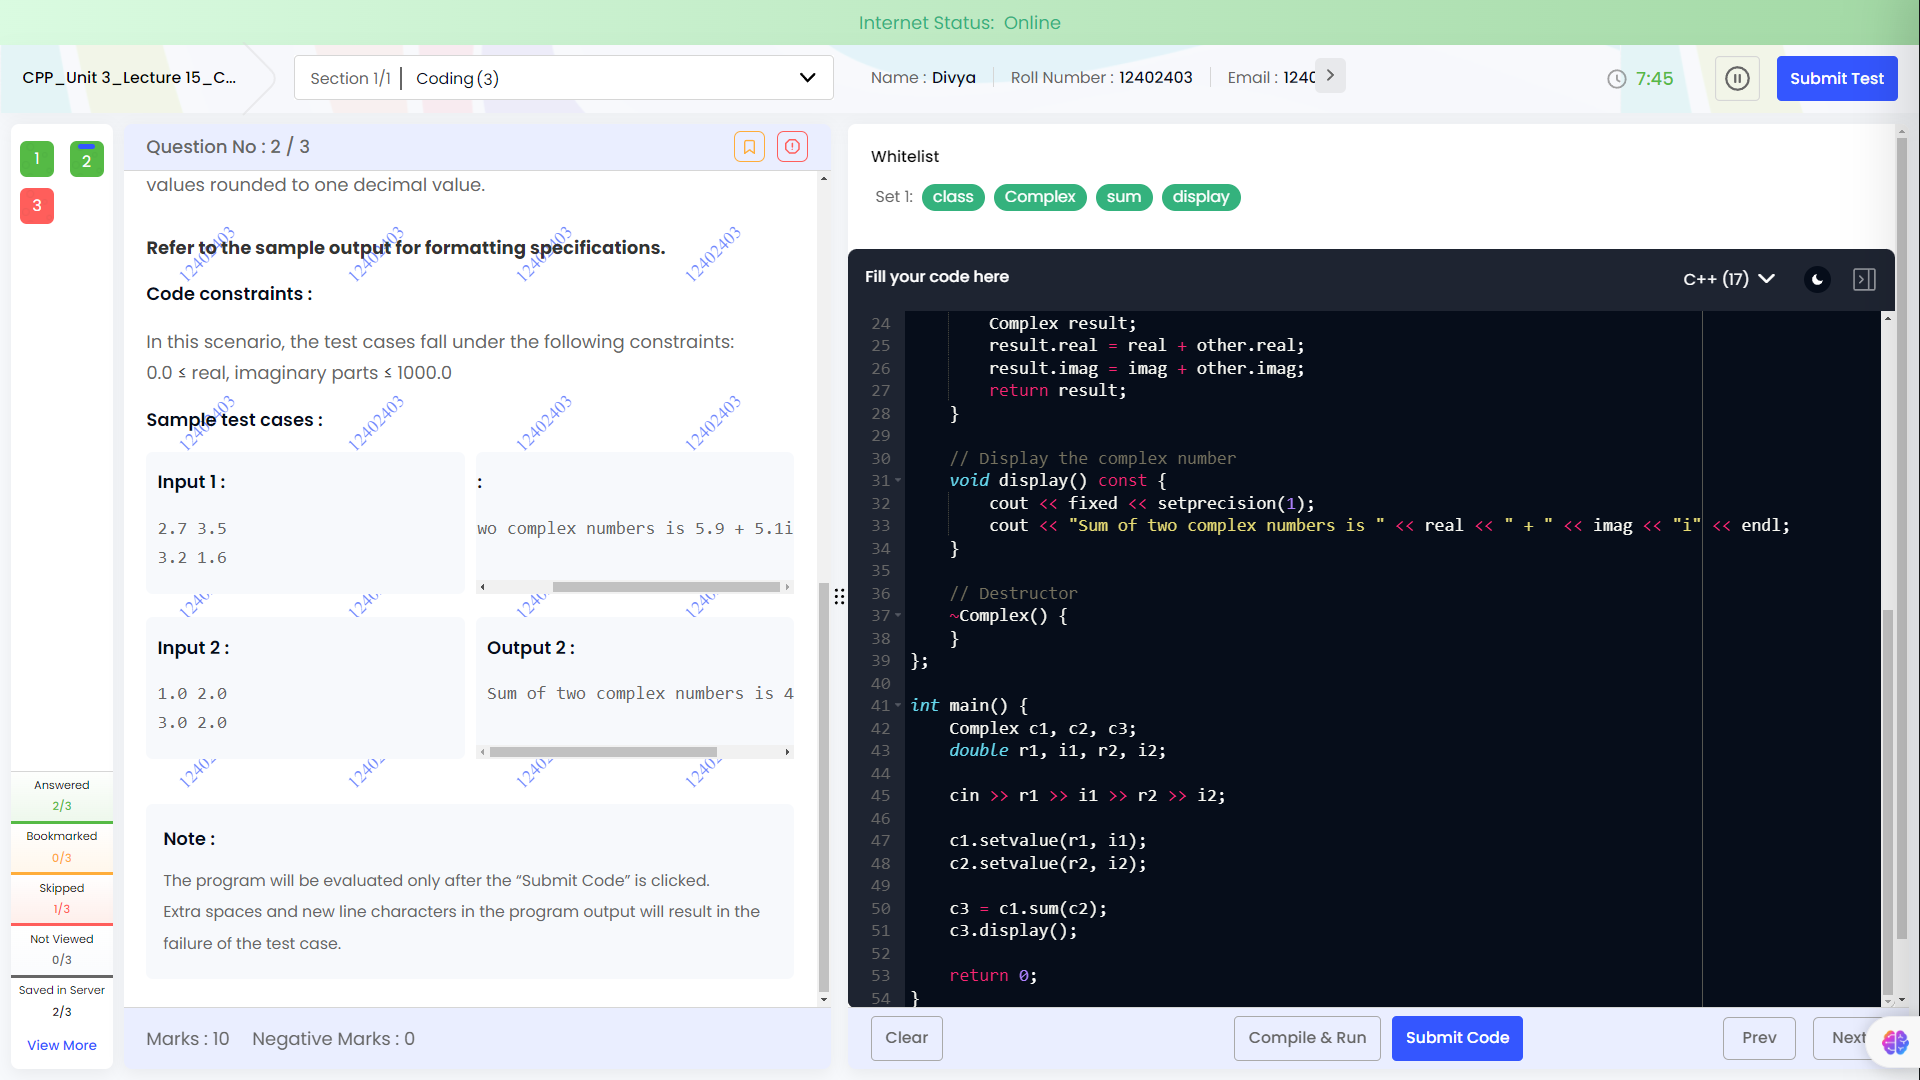 Internet Status: Online
CPP_Unit 3_Lecture 15_C...
Section 1/1 | Coding (3)
Name : Divya
Roll Number : 12402403
Email : 1240
7:45
Submit Test
1
2
3
Answered
2/3
Bookmarked
0/3
Skipped
1/3
Not Viewed
0/3
Saved in Server
2/3
View More
Question No : 2 / 3
values rounded to one decimal value.
Refer to the sample output for formatting specifications.
12402403 12402403 12402403 12402403
Code constraints :
In this scenario, the test cases fall under the following constraints:
0.0 ≤ real, imaginary parts ≤ 1000.0
Sample test cases :
12402403 12402403 12402403 12402403
Input 1 :
2.7 3.5
3.2 1.6
:
wo complex numbers is 5.9 + 5.1i
Input 2 :
1.0 2.0
3.0 2.0
Output 2 :
Sum of two complex numbers is 4
Note :
The program will be evaluated only after the “Submit Code” is clicked.
Extra spaces and new line characters in the program output will result in the
failure of the test case.
Marks : 10 Negative Marks : 0
Whitelist
Set 1: class Complex sum display
Fill your code here
C++ (17)
24 Complex result;
25 result.real = real + other.real;
26 result.imag = imag + other.imag;
27 return result;
28 }
29
30 // Display the complex number
31 void display() const {
32 cout << fixed << setprecision(1);
33 cout << "Sum of two complex numbers is " << real << " + " << imag << "i" << endl;
34 }
35
36 // Destructor
37 ~Complex() {
38 }
39 };
40
41 int main() {
42 Complex c1, c2, c3;
43 double r1, i1, r2, i2;
44
45 cin >> r1 >> i1 >> r2 >> i2;
46
47 c1.setvalue(r1, i1);
48 c2.setvalue(r2, i2);
49
50 c3 = c1.sum(c2);
51 c3.display();
52
53 return 0;
54 }
Clear
Compile & Run
Submit Code
Prev
Next